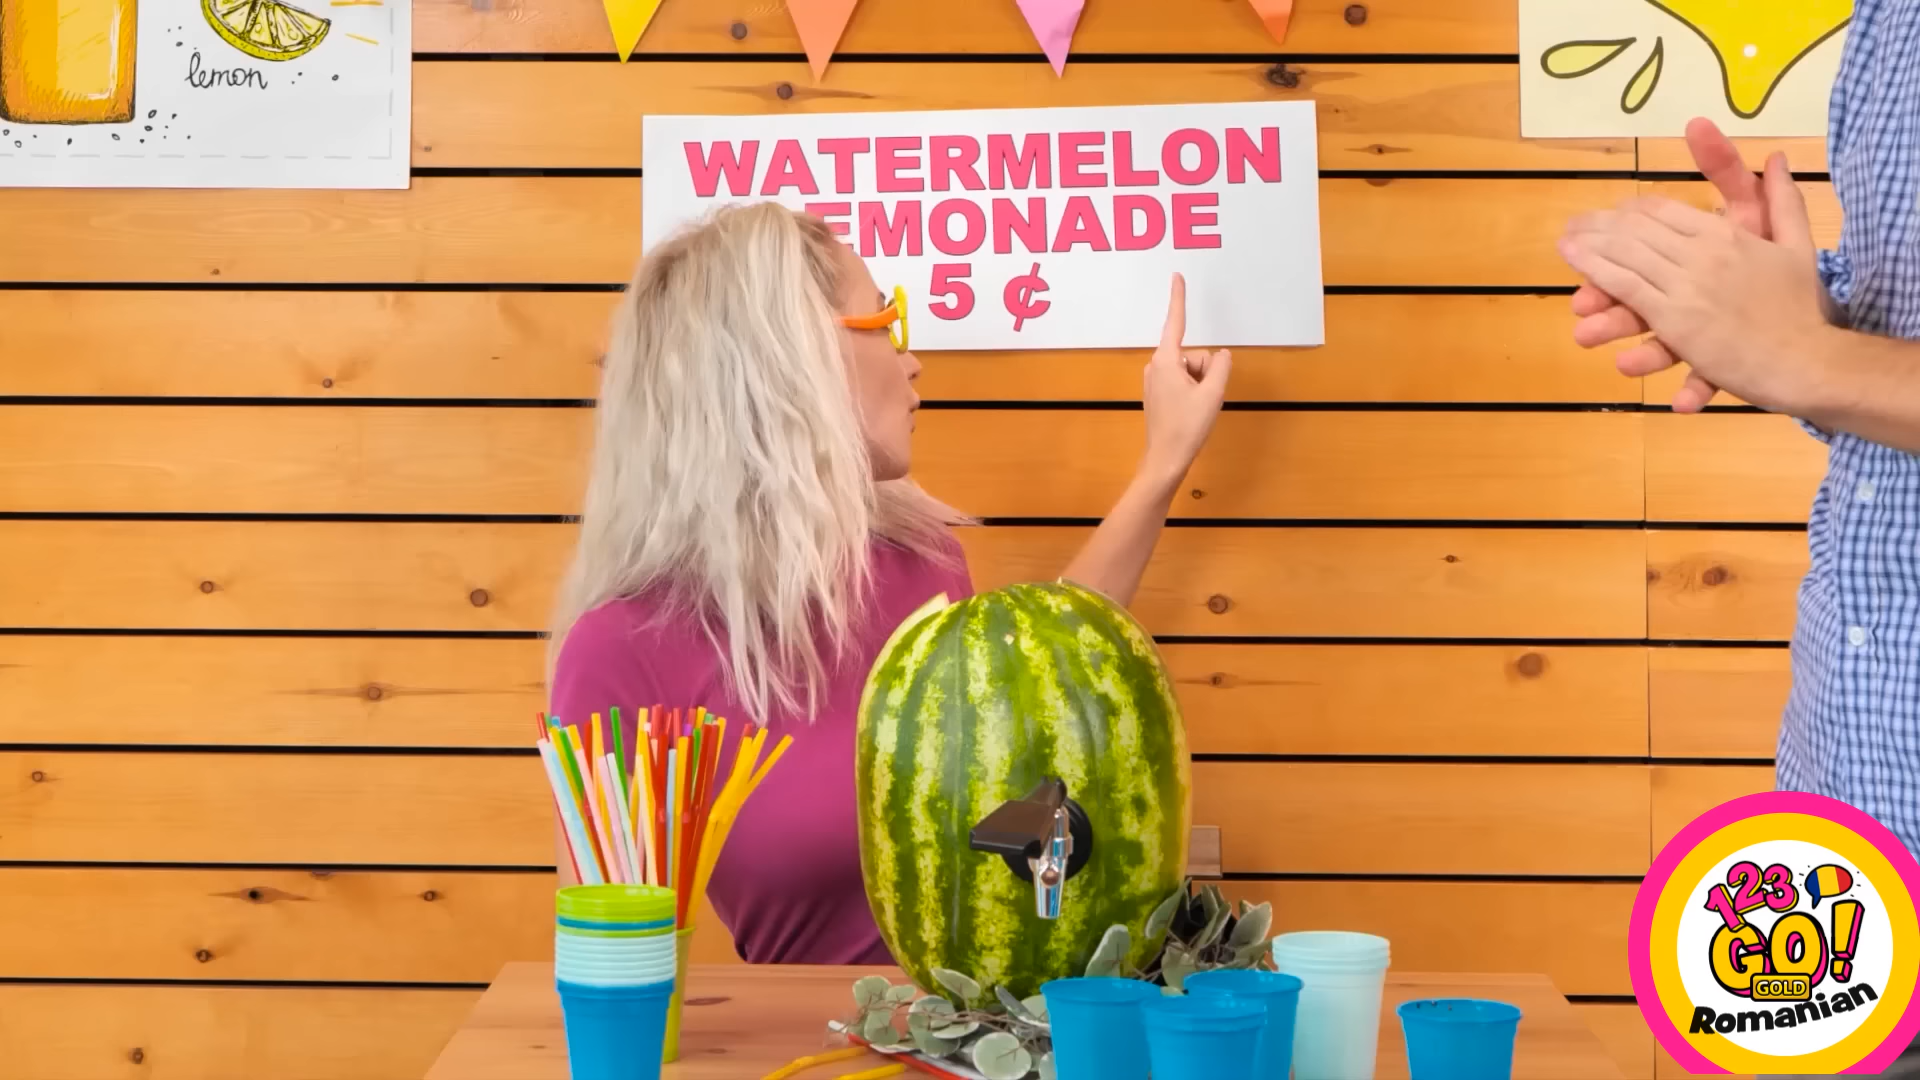 lemon
WATERMELON
EMONADE
5 ¢
123
GO!
GOLD
Romanian